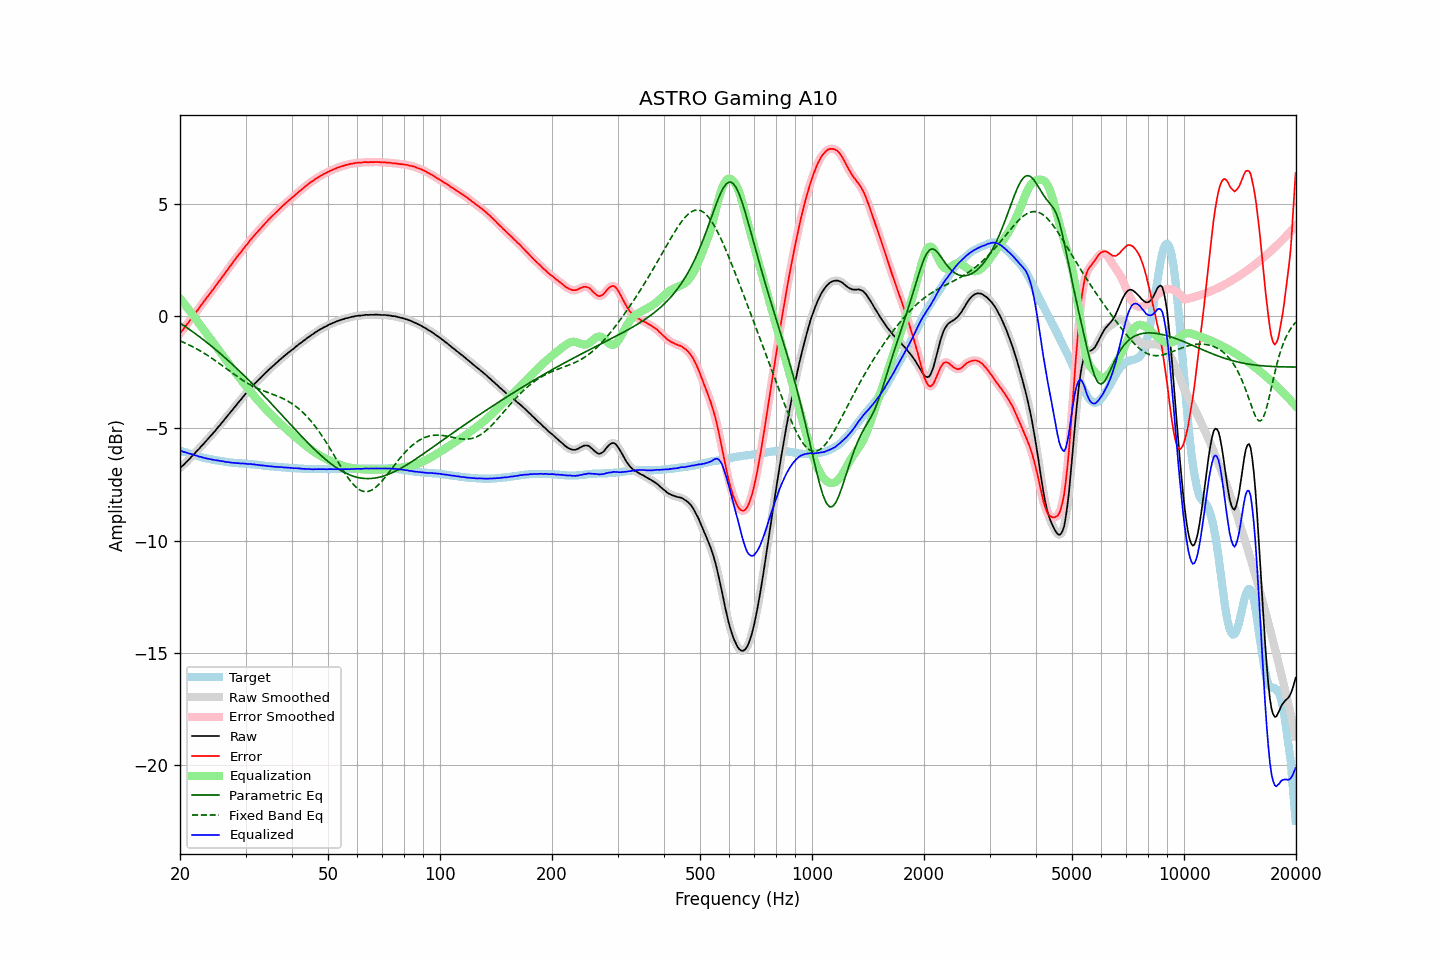 ASTRO Gaming A10
Amplitude (dBr)
5
0
−5
−10
−15
−20
Target
Raw Smoothed
Error Smoothed
Raw
Error
Equalization
Parametric Eq
Fixed Band Eq
Equalized
20 50 100 200 500 1000 2000 5000 10000 20000
Frequency (Hz)